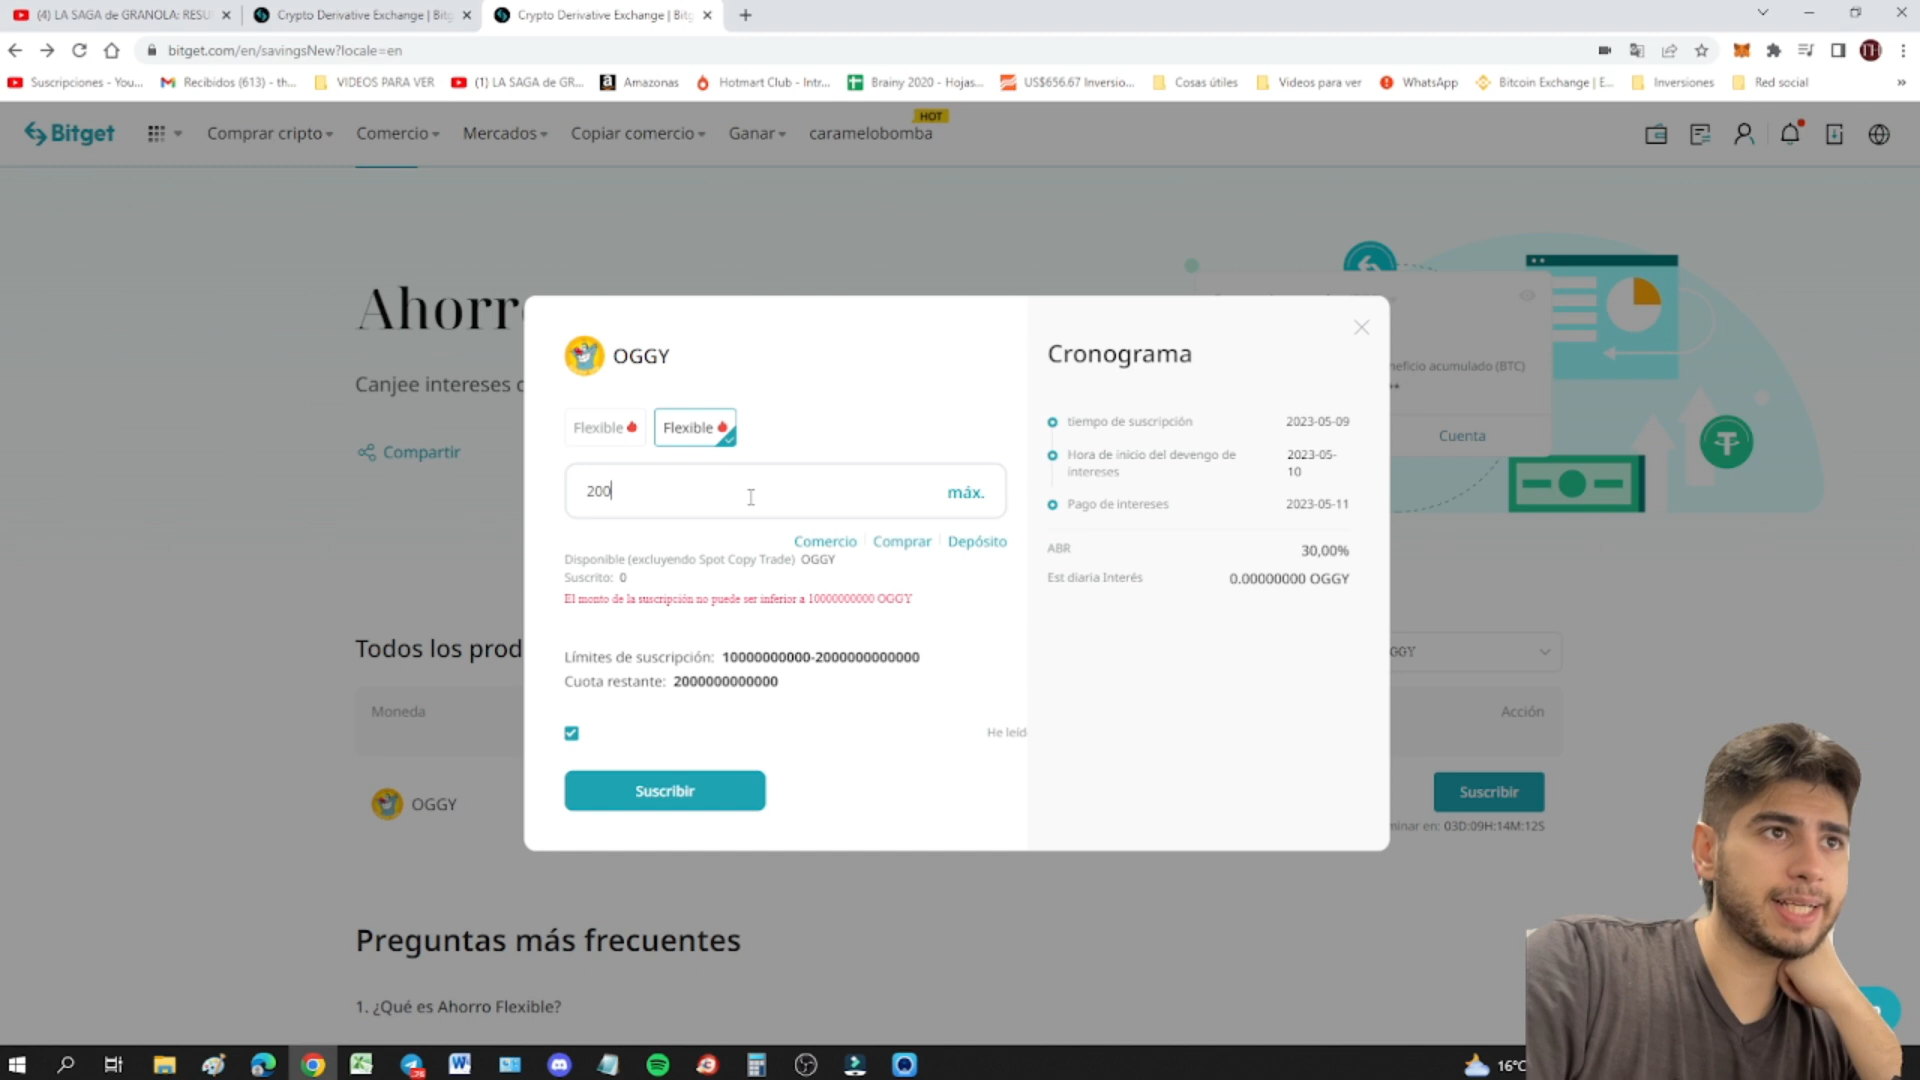 (4) LA SAGA de GRANOLA: RESU
Crypto Derivative Exchange | Bitg
Crypto Derivative Exchange | Bitg
bitget.com/en/savingsNew?locale=en
Suscripciones - You...
Recibidos (613) - th...
VIDEOS PARA VER
(1) LA SAGA de GR...
Amazonas
Hotmart Club - Intr...
Brainy 2020 - Hojas...
US$656.67 Inversio...
Cosas útiles
Videos para ver
WhatsApp
Bitcoin Exchange | E...
Inversiones
Red social
»
HOT
Bitget
Comprar cripto
Comercio
Mercados
Copiar comercio
Ganar
caramelobomba
Ahorr
Canjee intereses
Compartir
OGGY
Flexible
Flexible
200
máx.
Comercio
Comprar
Depósito
Disponible (excluyendo Spot Copy Trade) OGGY
Suscrito: 0
El monto de la suscripción no puede ser inferior a 10000000000 OGGY
Límites de suscripción: 10000000000-2000000000000
Cuota restante: 2000000000000
He leíd
Suscribir
Cronograma
tiempo de suscripción 2023-05-09
Hora de inicio del devengo de intereses 2023-05-10
Pago de intereses 2023-05-11
ABR 30,00%
Est diaria Interés 0.00000000 OGGY
neficio acumulado (BTC)
Cuenta
Todos los prod
GGY
Moneda
Acción
OGGY
Suscribir
minar en: 03D:09H:14M:12S
Preguntas más frecuentes
1. ¿Qué es Ahorro Flexible?
16°C